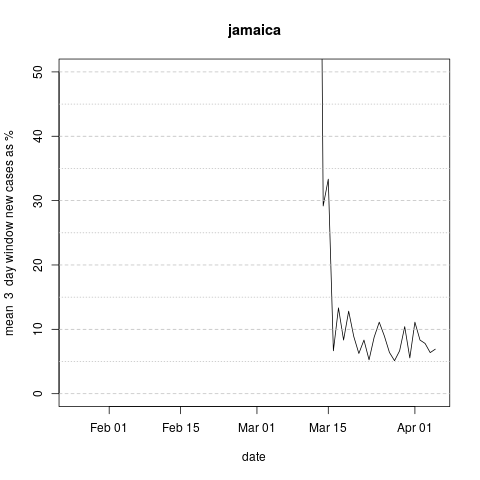 jamaica
mean 3 day window new cases as %
50
40
30
20
10
0
Feb 01
Feb 15
Mar 01
Mar 15
Apr 01
date